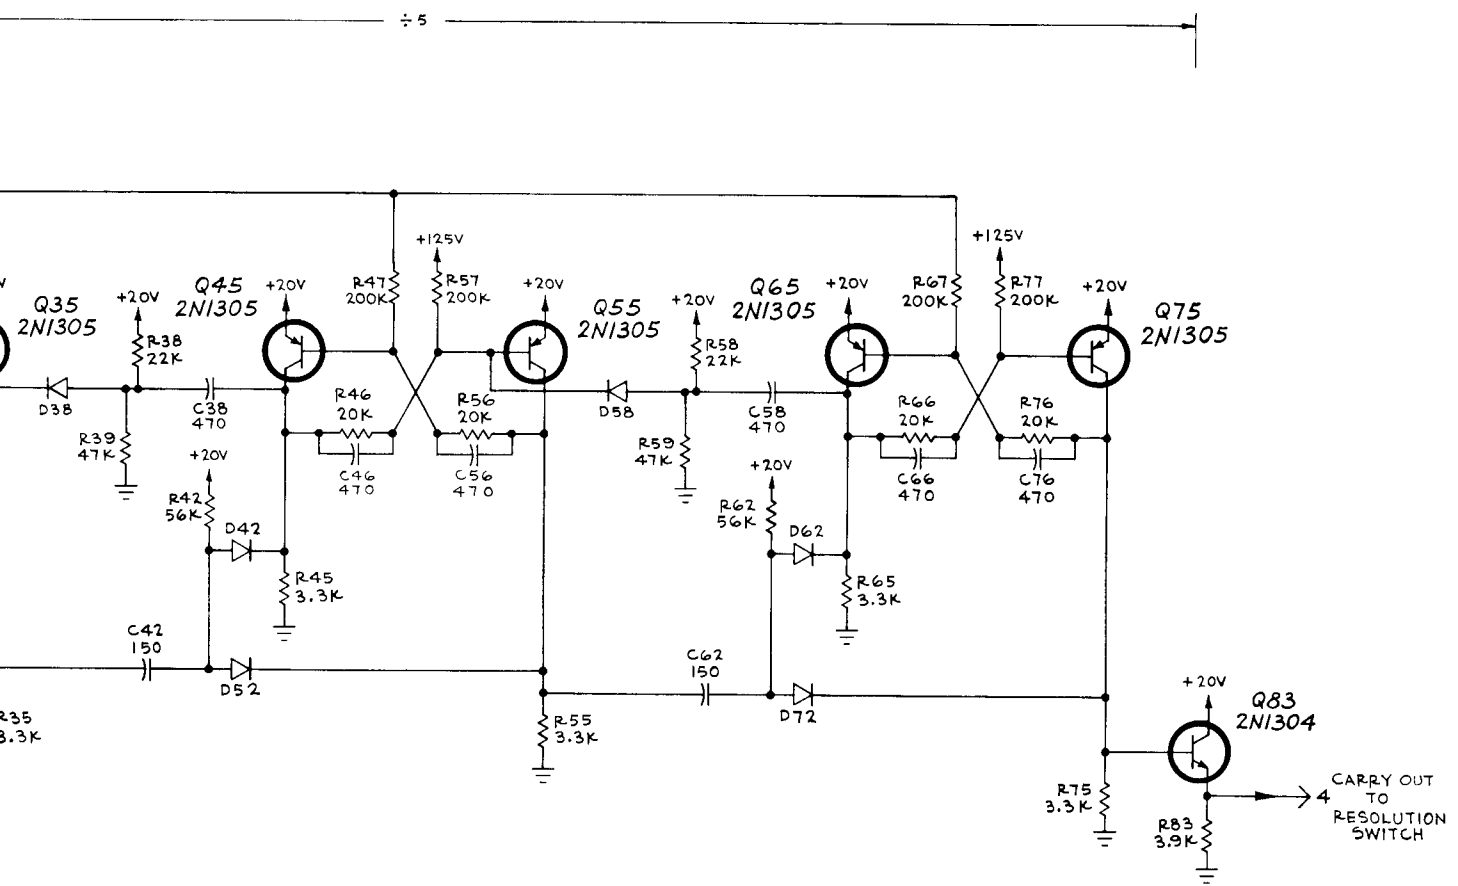 ÷5
Q35
2N1305
+20V
R38
22K
D38
R39
47K
C38
470
Q45
2N1305
+20V
R47
200K
+125V
R57
200K
+20V
Q55
2N1305
R46
20K
C46
470
R56
20K
C56
470
+20V
R42
56K
D42
R45
3.3K
C42
150
D52
R35
3.3K
R55
3.3K
+20V
R58
22K
D58
R59
47K
C58
470
Q65
2N1305
+20V
R67
200K
+125V
R77
200K
+20V
Q75
2N1305
R66
20K
C66
470
R76
20K
C76
470
+20V
R62
56K
D62
R65
3.3K
C62
150
D72
R75
3.3K
+20V
Q83
2N1304
R83
3.9K
4
CARRY OUT
TO
RESOLUTION
SWITCH